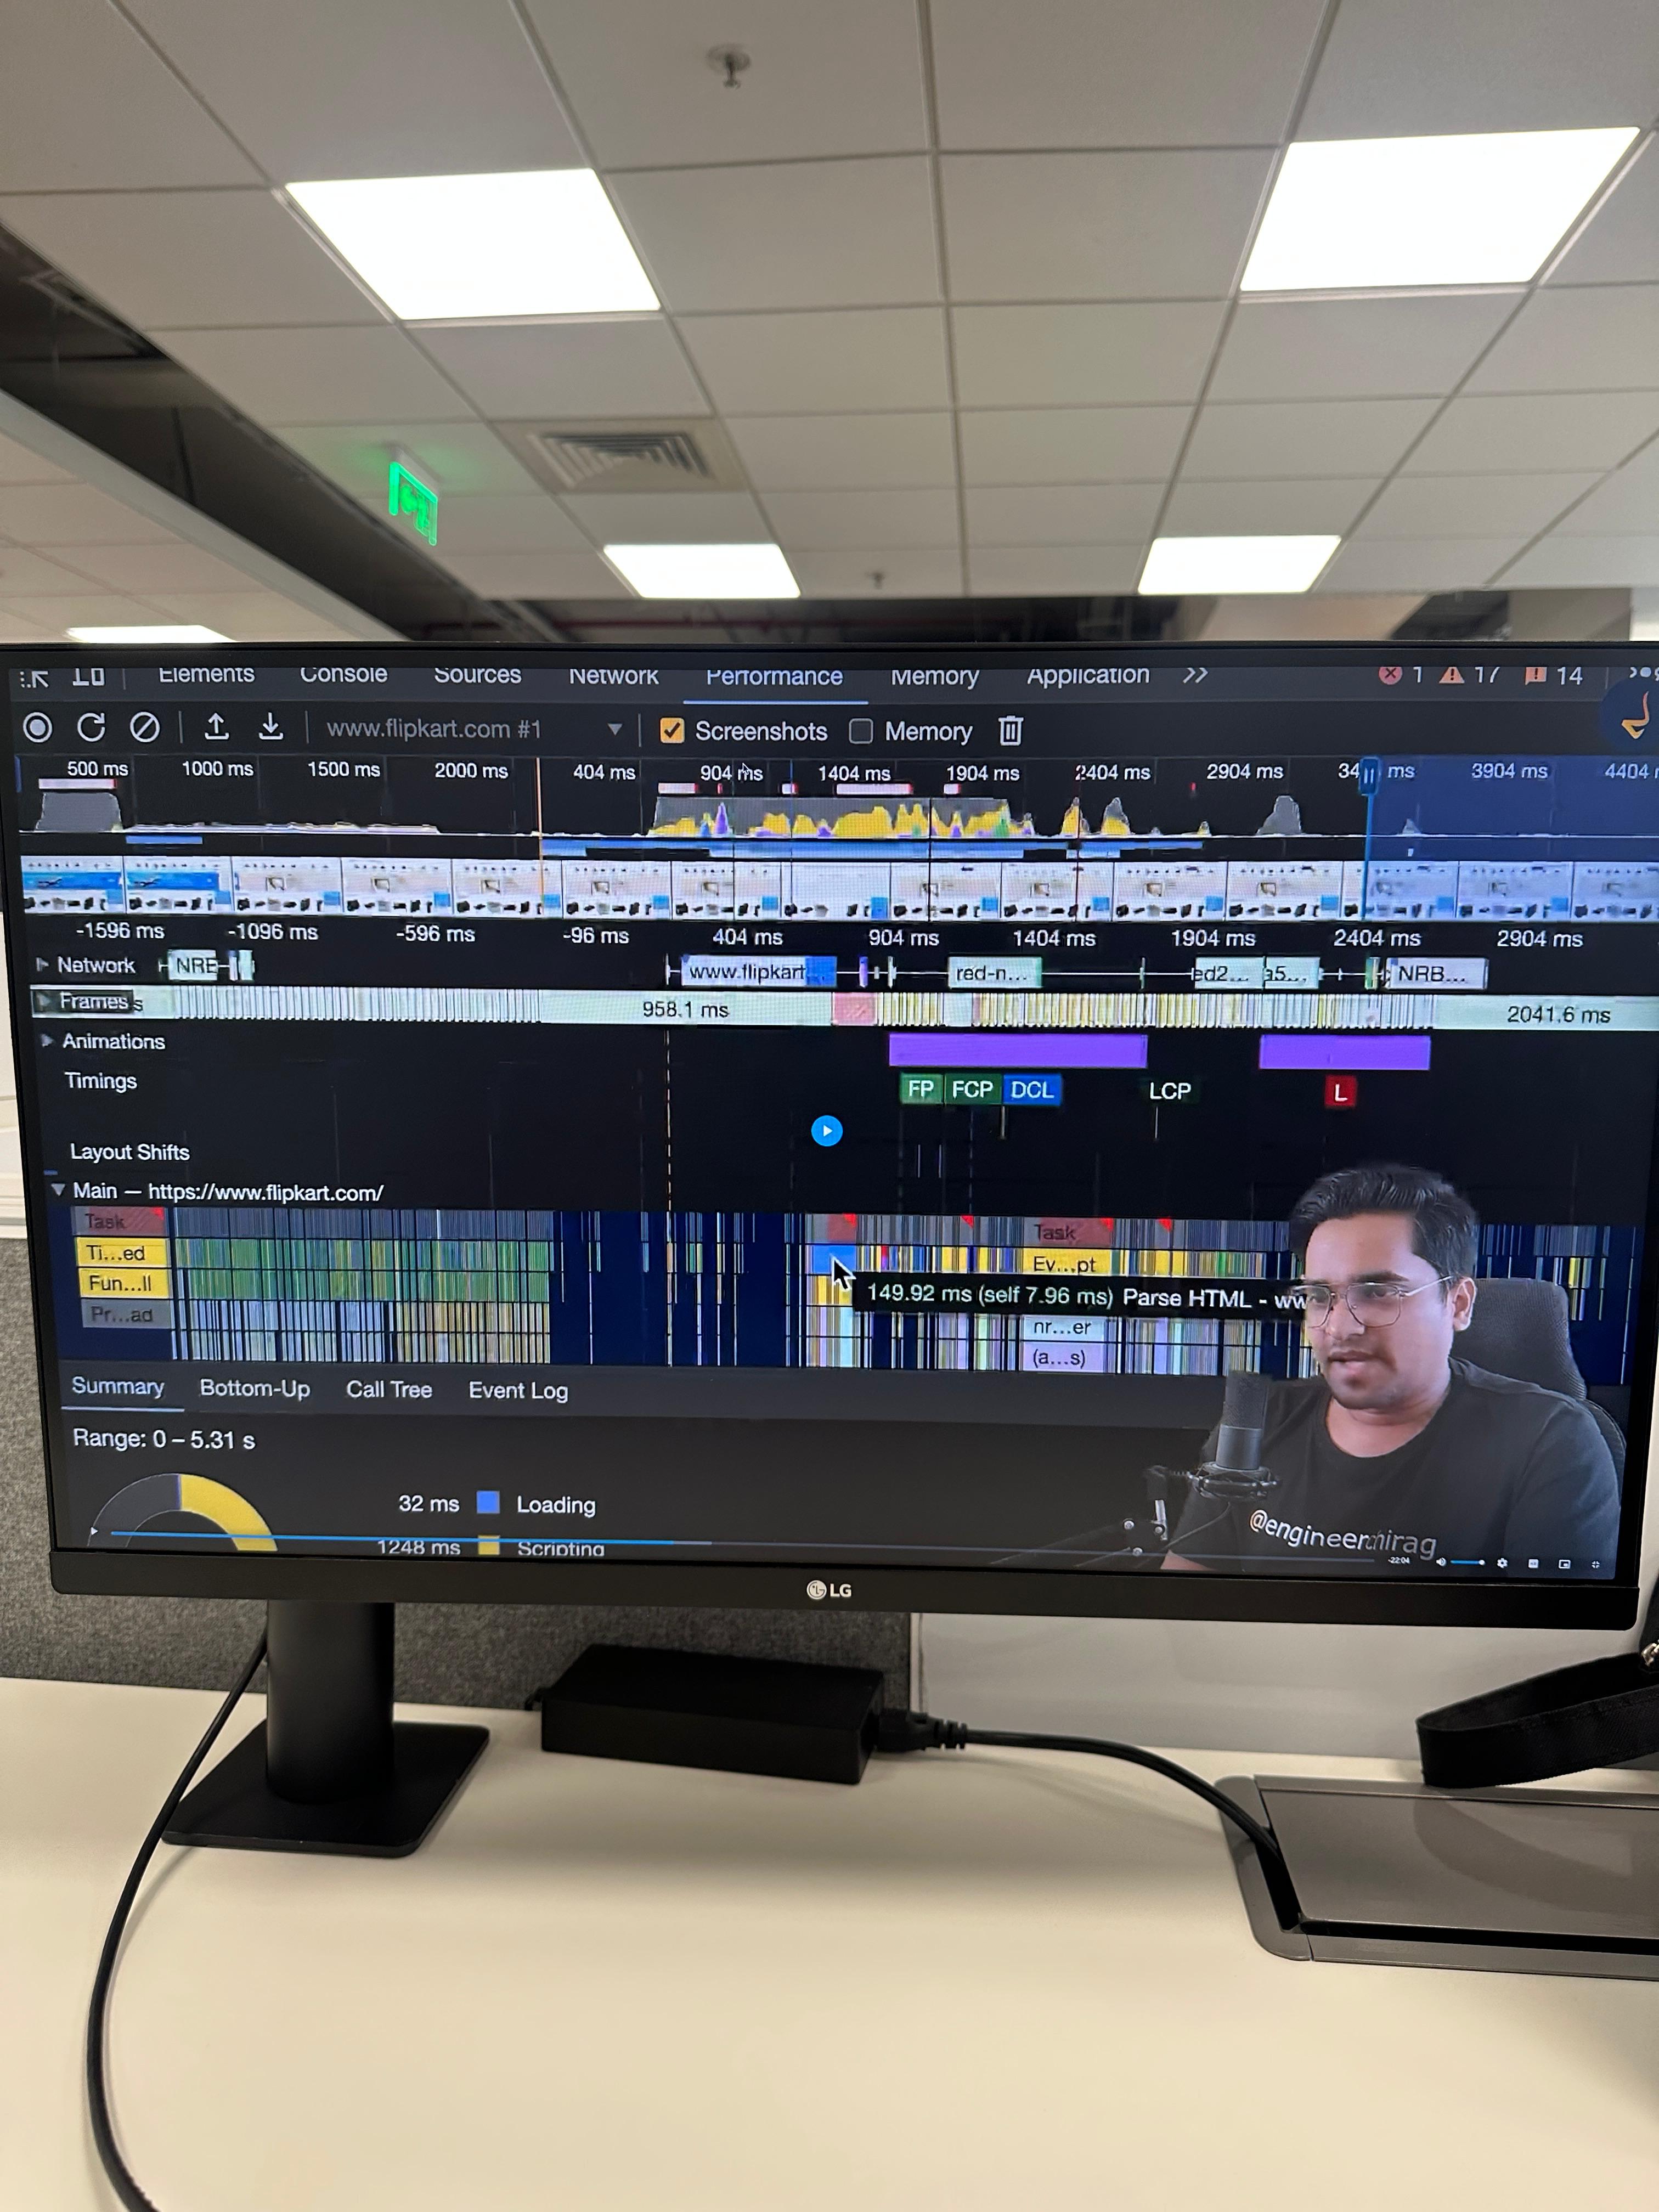 Elements Console Sources Network Performance Memory Application >> 1 17 14
www.flipkart.com #1 Screenshots Memory
500 ms 1000 ms 1500 ms 2000 ms 404 ms 904 ms 1404 ms 1904 ms 2404 ms 2904 ms ms 3904 ms 4404
-1596 ms -1096 ms -596 ms -96 ms 404 ms 904 ms 1404 ms 1904 ms 2404 ms 2904 ms
Network NRB www.flipkart red-n... ed2... a5... NRB...
Frames 958.1 ms 2041.6 ms
Animations
Timings FP FCP DCL LCP L
Layout Shifts
Main — https://www.flipkart.com/
Task Task
Ti...ed Ev...pt
Fun...ll 149.92 ms (self 7.96 ms) Parse HTML - ww
Pr...ad nr...er
(a...s)
Summary Bottom-Up Call Tree Event Log
Range: 0 – 5.31 s
32 ms Loading
1248 ms Scripting
@engineerchirag
-22:04
LG